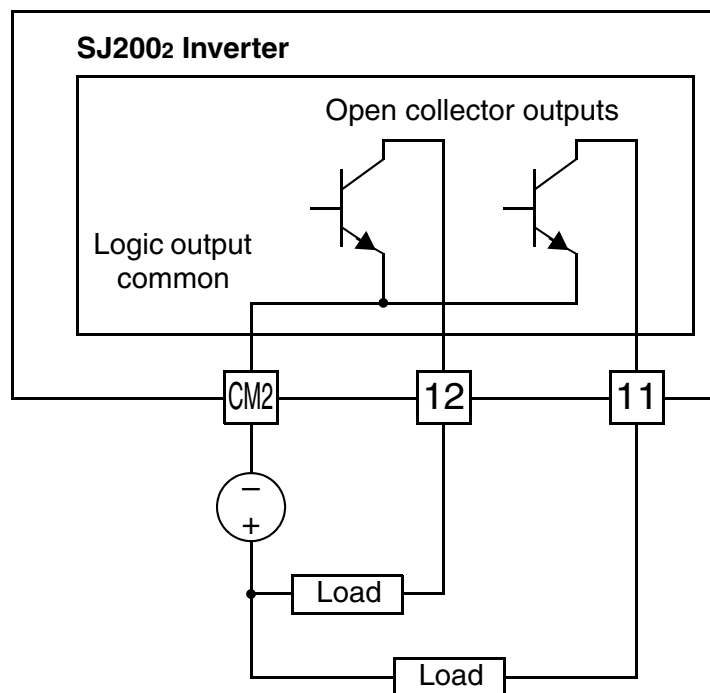 SJ2002 Inverter
Open collector outputs
Logic output
common
CM2
12
11
−
+
Load
Load